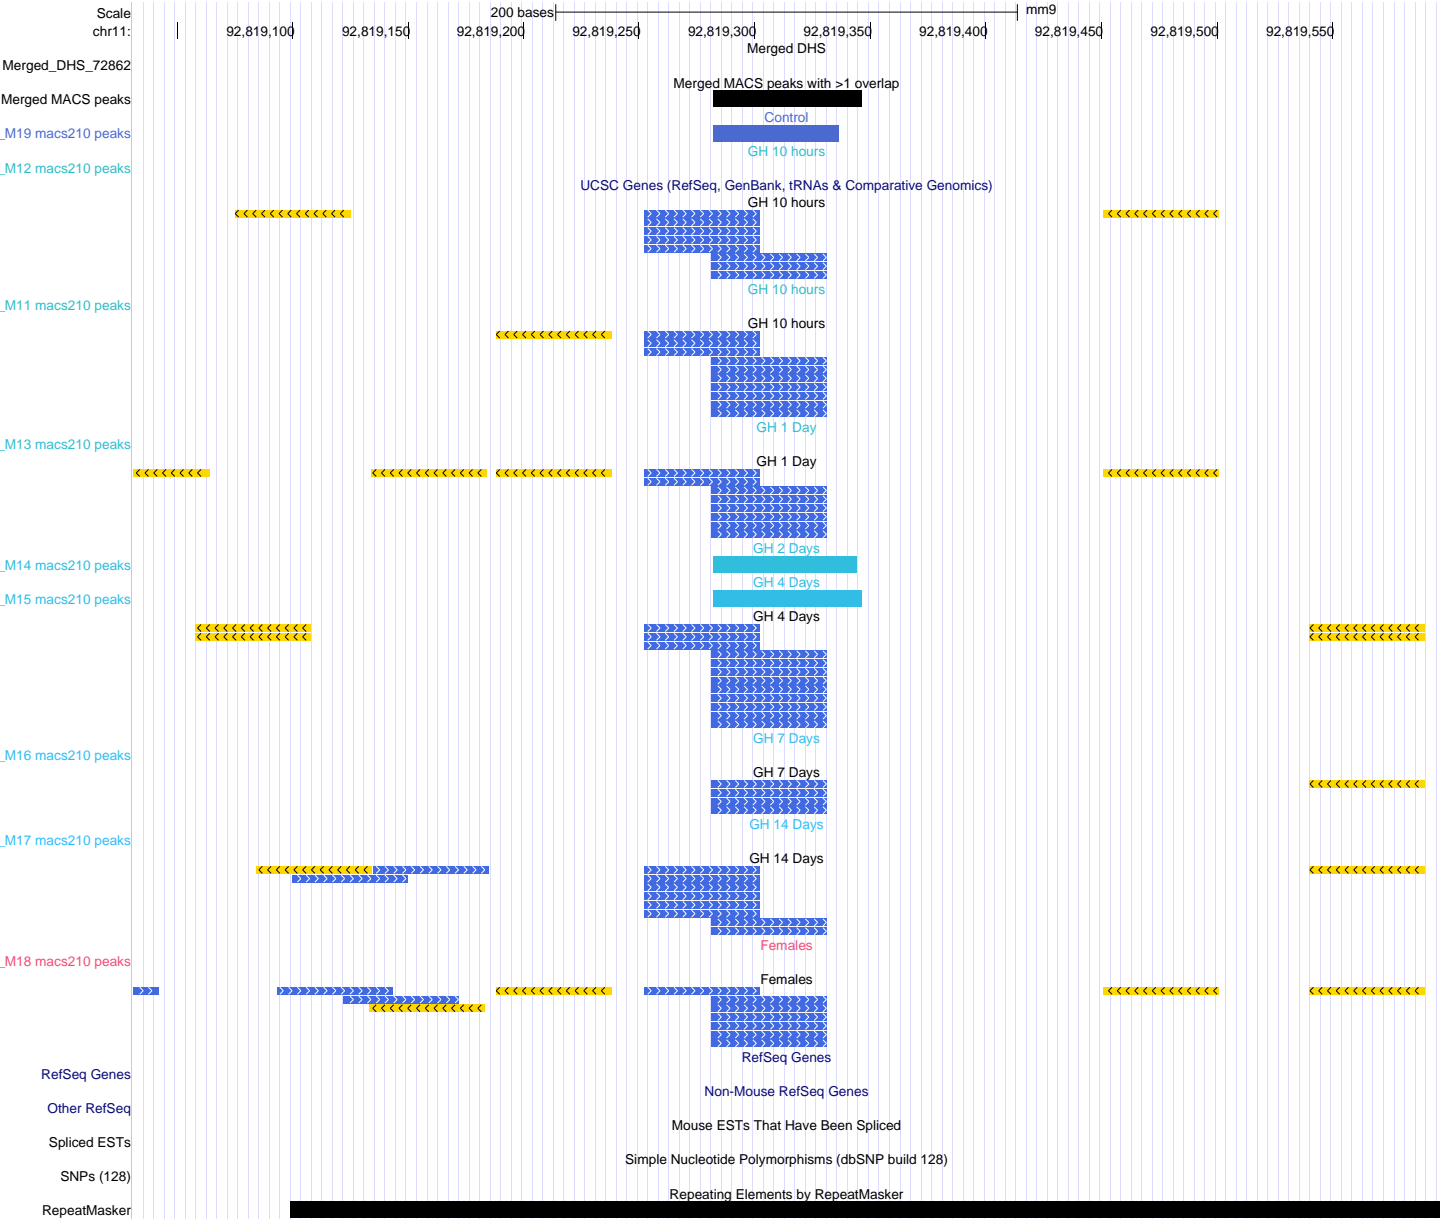 Scale 200 bases mm9
chr11: 92,819,100 92,819,150 92,819,200 92,819,250 92,819,300 92,819,350 92,819,400 92,819,450 92,819,500 92,819,550
Merged DHS
Merged_DHS_72862
Merged MACS peaks with >1 overlap
Merged MACS peaks
Control
_M19 macs210 peaks
GH 10 hours
_M12 macs210 peaks
UCSC Genes (RefSeq, GenBank, tRNAs & Comparative Genomics)
GH 10 hours
GH 10 hours
_M11 macs210 peaks
GH 10 hours
GH 1 Day
_M13 macs210 peaks
GH 1 Day
GH 2 Days
_M14 macs210 peaks
GH 4 Days
_M15 macs210 peaks
GH 4 Days
GH 7 Days
_M16 macs210 peaks
GH 7 Days
GH 14 Days
_M17 macs210 peaks
GH 14 Days
Females
_M18 macs210 peaks
Females
RefSeq Genes
RefSeq Genes
Non-Mouse RefSeq Genes
Other RefSeq
Mouse ESTs That Have Been Spliced
Spliced ESTs
Simple Nucleotide Polymorphisms (dbSNP build 128)
SNPs (128)
Repeating Elements by RepeatMasker
RepeatMasker